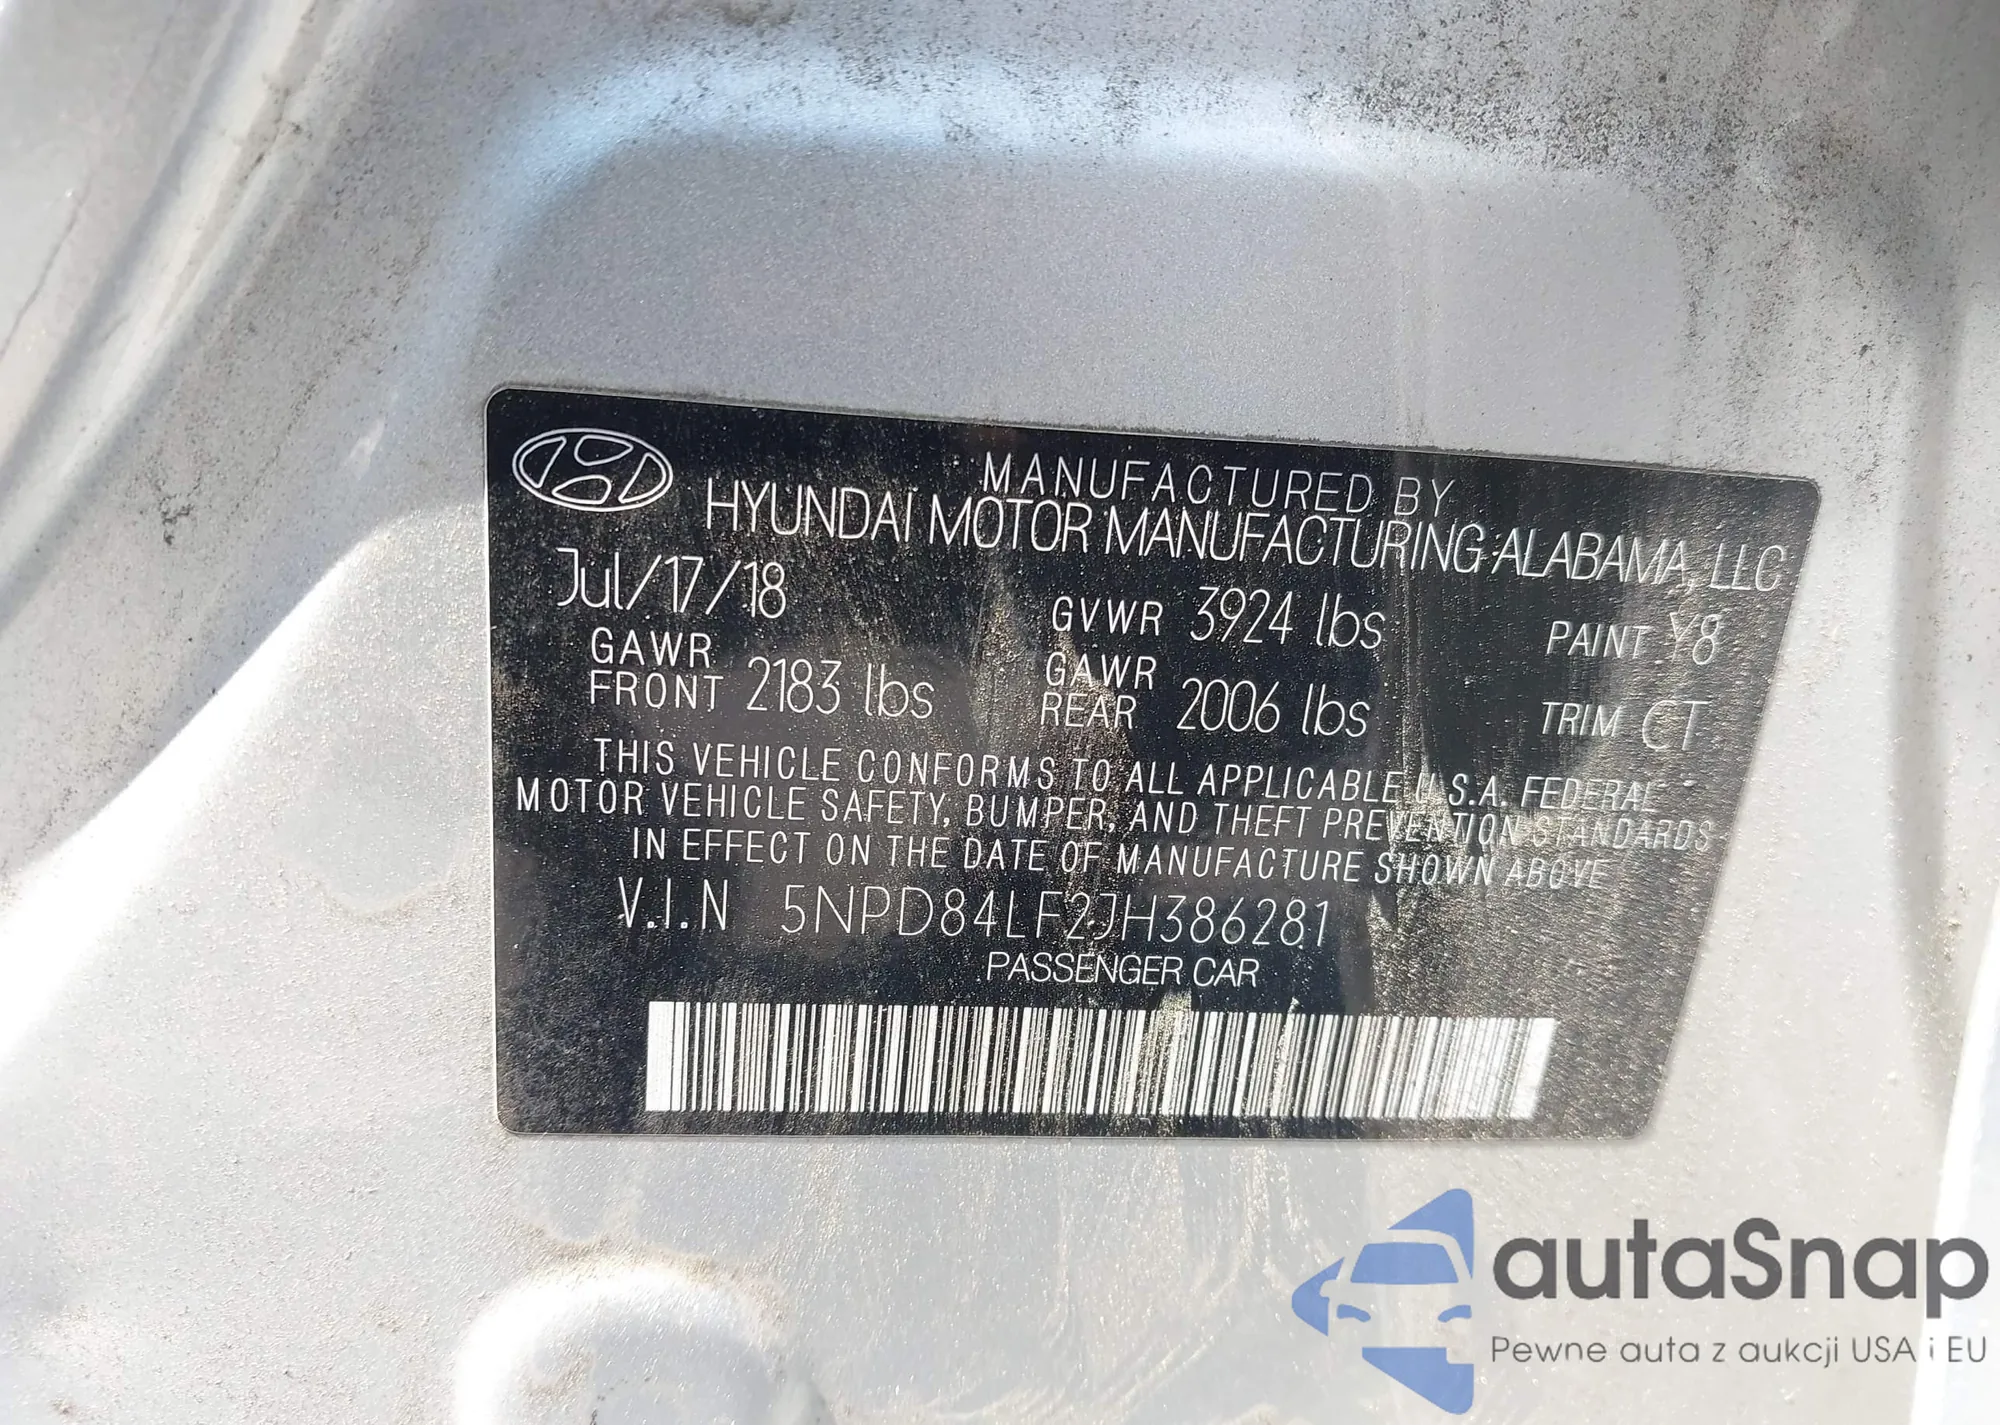 MANUFACTURED BY
HYUNDAI MOTOR MANUFACTURING ALABAMA, LLC
Jul/17/18
GVWR 3924 lbs
PAINT Y8
GAWR
FRONT 2183 lbs
GAWR
REAR 2006 lbs
TRIM CT
THIS VEHICLE CONFORMS TO ALL APPLICABLE U.S.A. FEDERAL
MOTOR VEHICLE SAFETY, BUMPER, AND THEFT PREVENTION STANDARDS
IN EFFECT ON THE DATE OF MANUFACTURE SHOWN ABOVE
V.I.N 5NPD84LF2JH386281
PASSENGER CAR
autaSnap
Pewne auta z aukcji USA i EU